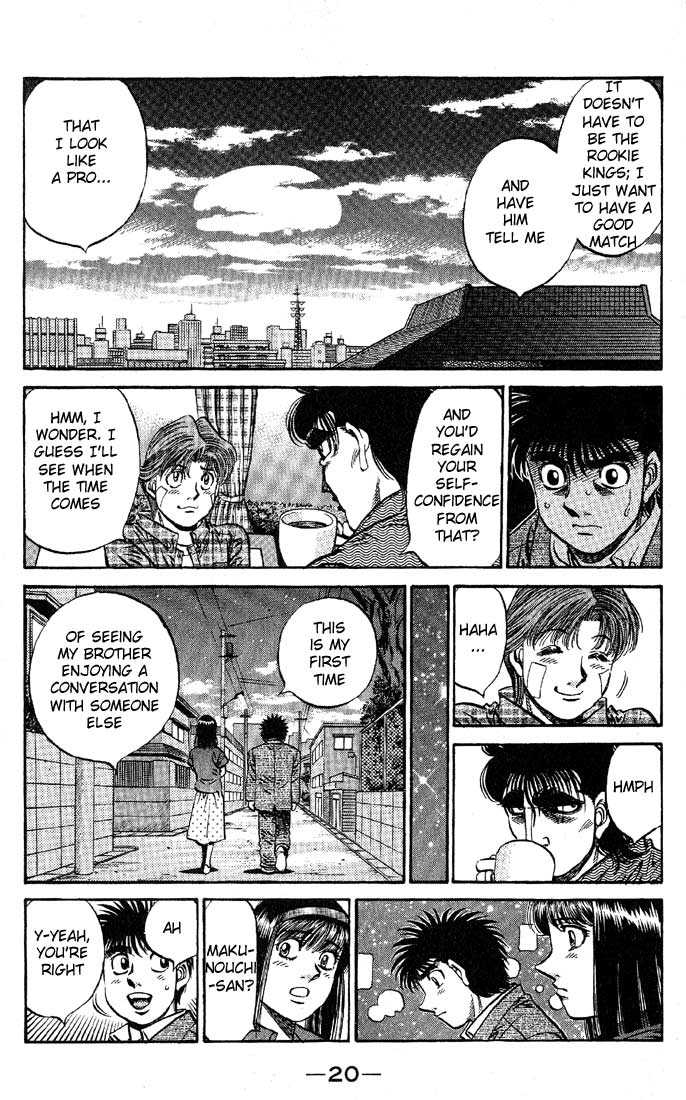 IT
DOESN'T
HAVE TO
BE THE
ROOKIE
KINGS; I
JUST WANT
TO HAVE A
GOOD
MATCH
AND
HAVE
HIM
TELL ME
THAT
I LOOK
LIKE
A PRO...
AND
YOU'D
REGAIN
YOUR
SELF-
CONFIDENCE
FROM
THAT?
HMM, I
WONDER. I
GUESS I'LL
SEE WHEN
THE TIME
COMES
HAHA
...
HMPH
THIS
IS MY
FIRST
TIME
OF SEEING
MY BROTHER
ENJOYING A
CONVERSATION
WITH SOMEONE
ELSE
MAKU-
NOUCHI
-SAN?
AH
Y-YEAH,
YOU'RE
RIGHT
—20—